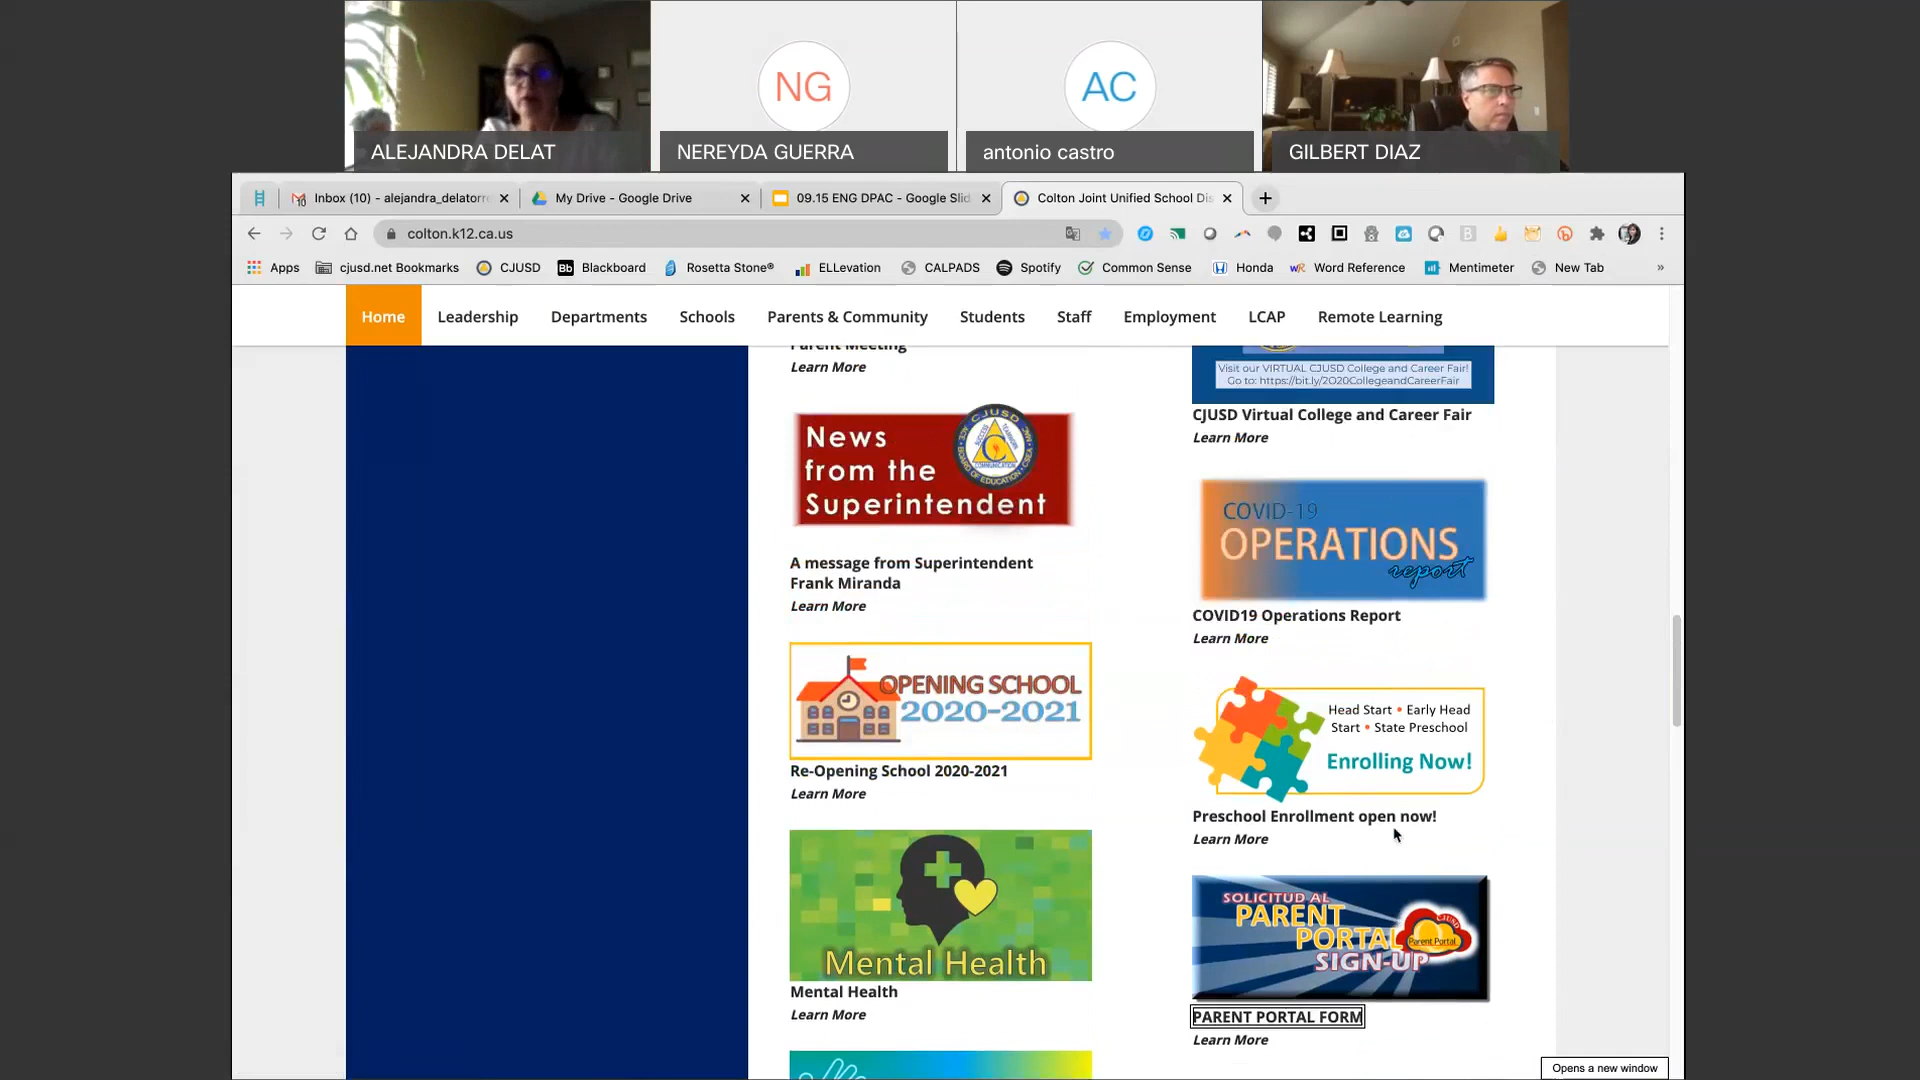 NG
AC
ALEJANDRA DELAT
NEREYDA GUERRA
antonio castro
GILBERT DIAZ
Inbox (10) - alejandra_delatorre
My Drive - Google Drive
09.15 ENG DPAC - Google Slid
Colton Joint Unified School Dis
colton.k12.ca.us
Apps
cjusd.net Bookmarks
CJUSD
Bb Blackboard
Rosetta Stone®
ELLevation
CALPADS
Spotify
Common Sense
Honda
WR Word Reference
Mentimeter
New Tab
»
Home
Leadership
Departments
Schools
Parents & Community
Students
Staff
Employment
LCAP
Remote Learning
Parent Meeting
Learn More
News
from the
Superintendent
A message from Superintendent
Frank Miranda
Learn More
OPENING SCHOOL
2020-2021
Re-Opening School 2020-2021
Learn More
Mental Health
Mental Health
Learn More
Visit our VIRTUAL CJUSD College and Career Fair!
Go to: https://bit.ly/2020CollegeandCareerFair
CJUSD Virtual College and Career Fair
Learn More
COVID-19
OPERATIONS
report
COVID19 Operations Report
Learn More
Head Start • Early Head
Start • State Preschool
Enrolling Now!
Preschool Enrollment open now!
Learn More
SOLICITUD AL
PARENT
PORTAL
SIGN-UP
CJUSD
Parent Portal
PARENT PORTAL FORM
Learn More
Opens a new window